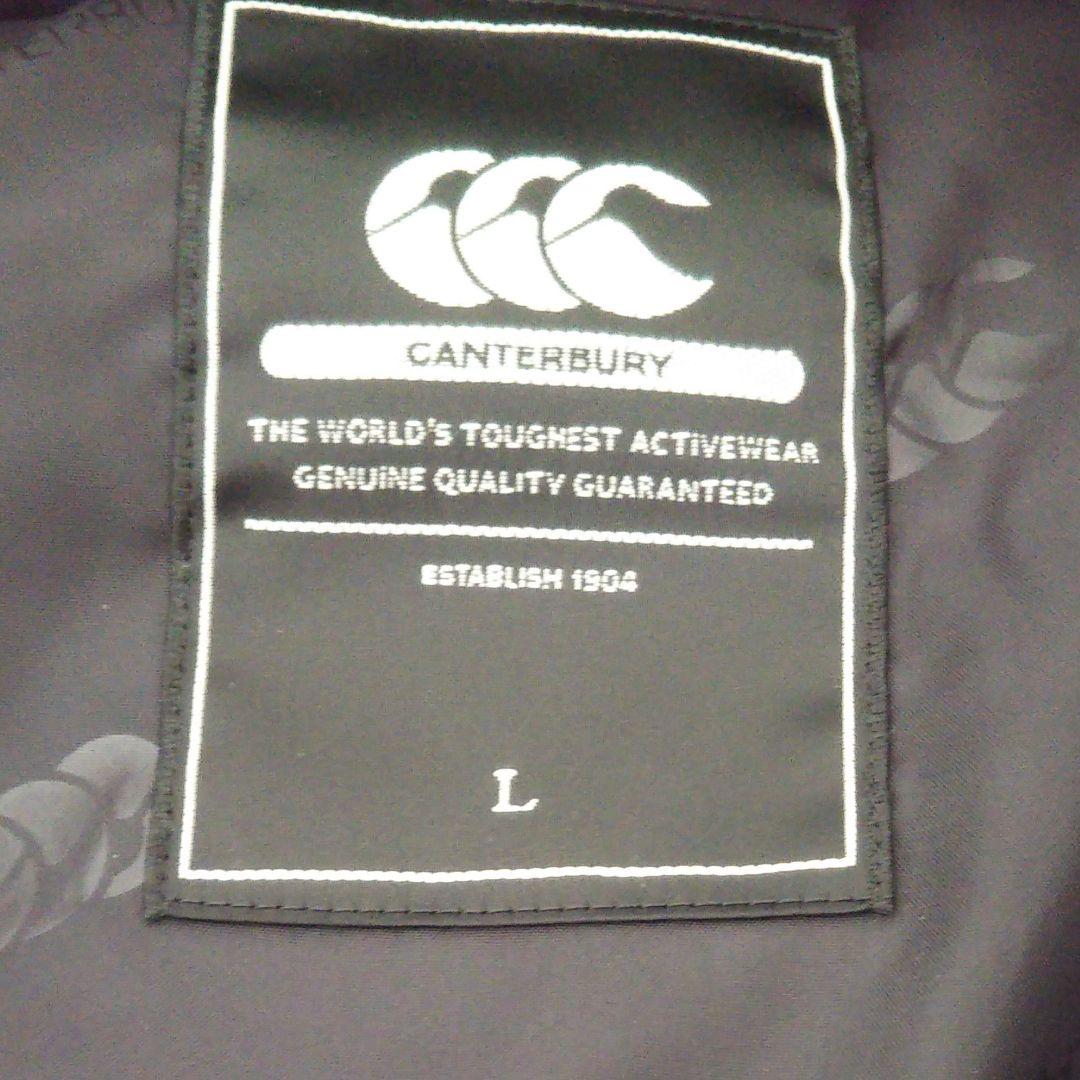 CANTERBURY
THE WORLD'S TOUGHEST ACTIVEWEAR
GENUINE QUALITY GUARANTEED
ESTABLISH 1904
L